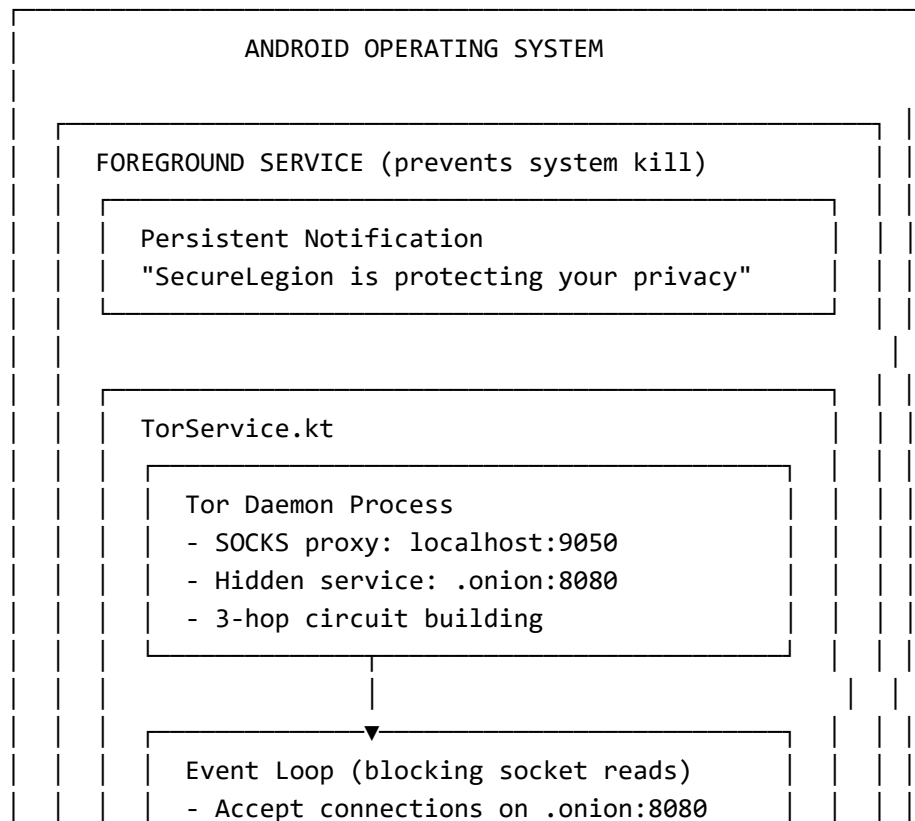 ANDROID OPERATING SYSTEM
FOREGROUND SERVICE (prevents system kill)
Persistent Notification
"SecureLegion is protecting your privacy"
TorService.kt
Tor Daemon Process
- SOCKS proxy: localhost:9050
- Hidden service: .onion:8080
- 3-hop circuit building
Event Loop (blocking socket reads)
- Accept connections on .onion:8080